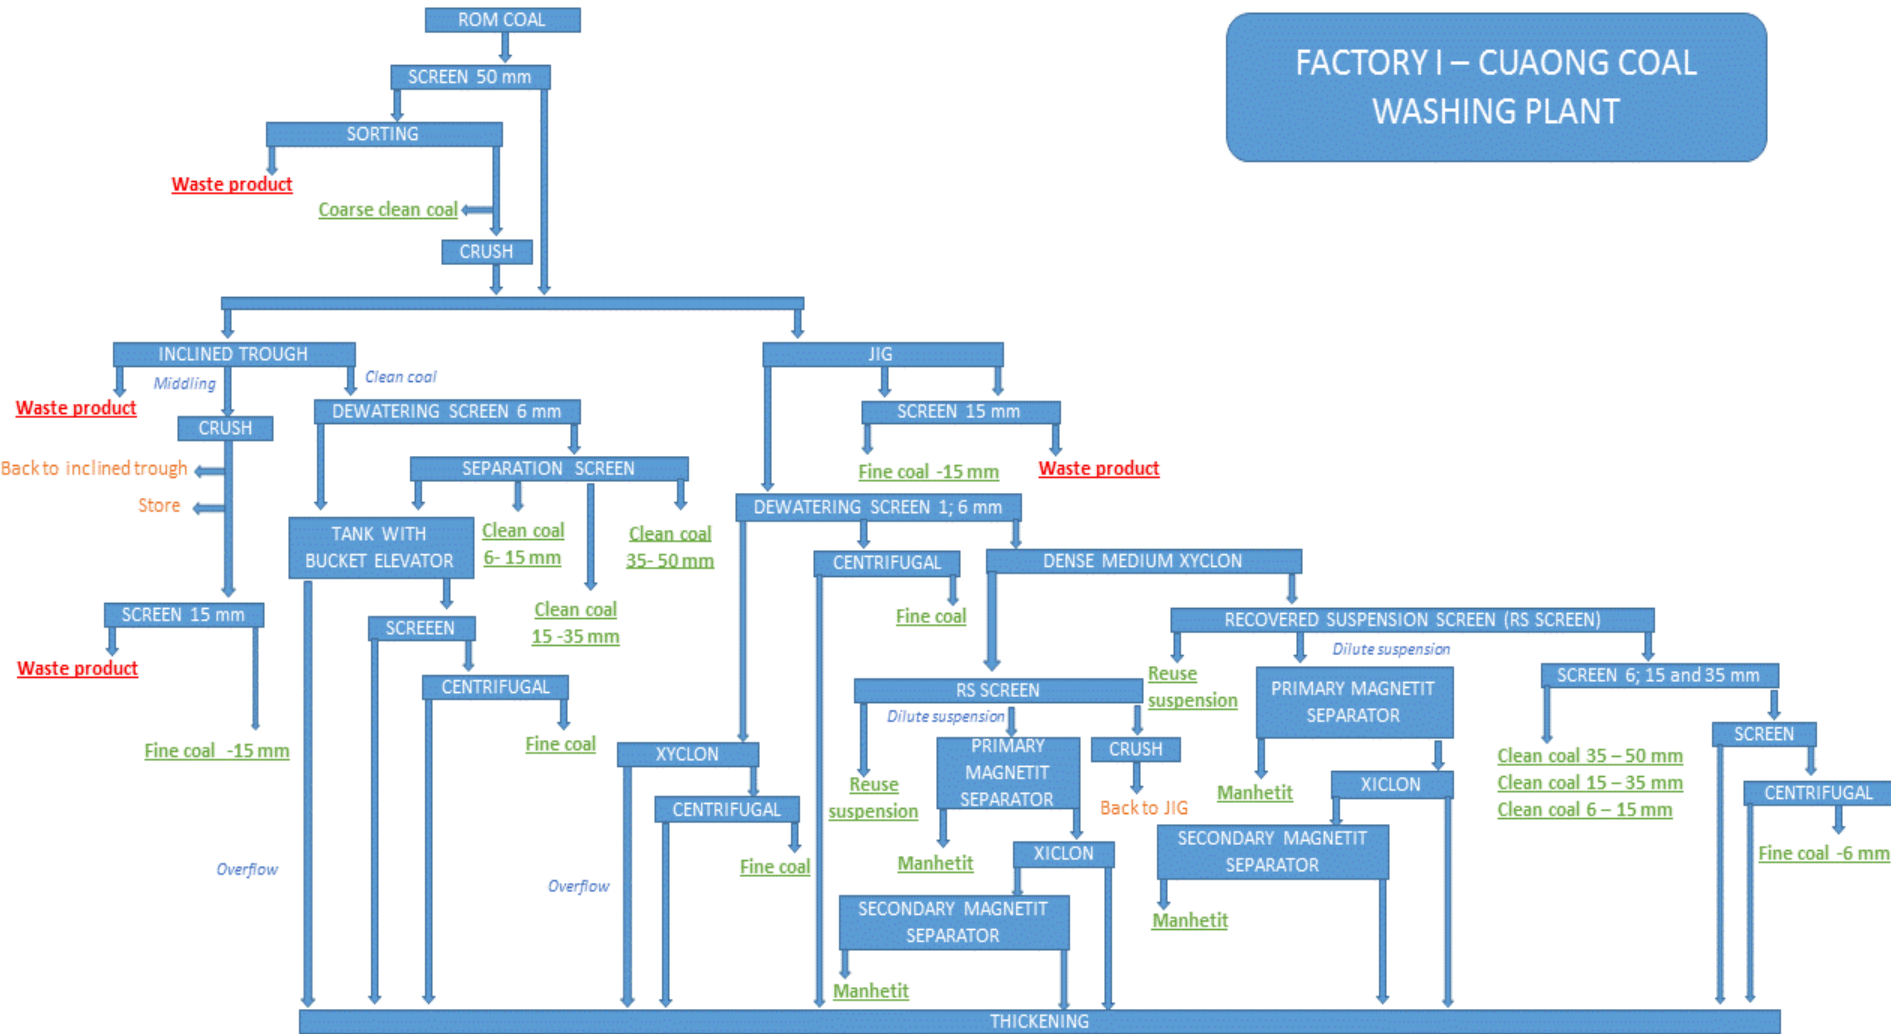 ROM COAL
FACTORY I – CUAONG COAL
WASHING PLANT
SCREEN 50 mm
SORTING
Waste product
Coarse clean coal
CRUSH
INCLINED TROUGH
JIG
Middling
Clean coal
Waste product
DEWATERING SCREEN 6 mm
SCREEN 15 mm
CRUSH
Back to inclined trough
SEPARATION SCREEN
Fine coal -15 mm
Waste product
Store
DEWATERING SCREEN 1; 6 mm
TANK WITH
BUCKET ELEVATOR
Clean coal
6- 15 mm
Clean coal
35- 50 mm
CENTRIFUGAL
DENSE MEDIUM XYCLON
SCREEN 15 mm
SCREEEN
Clean coal
15 -35 mm
Fine coal
RECOVERED SUSPENSION SCREEN (RS SCREEN)
Waste product
CENTRIFUGAL
RS SCREEN
Reuse
suspension
Dilute suspension
PRIMARY MAGNETIT
SEPARATOR
SCREEN 6; 15 and 35 mm
Dilute suspension
Fine coal -15 mm
Fine coal
XYCLON
PRIMARY
MAGNETIT
SEPARATOR
CRUSH
SCREEN
Clean coal 35 – 50 mm
Clean coal 15 – 35 mm
Clean coal 6 – 15 mm
Reuse
suspension
Back to JIG
Manhetit
XICLON
CENTRIFUGAL
CENTRIFUGAL
Fine coal
Manhetit
XICLON
SECONDARY MAGNETIT
SEPARATOR
Fine coal -6 mm
Overflow
Overflow
SECONDARY MAGNETIT
SEPARATOR
Manhetit
Manhetit
THICKENING